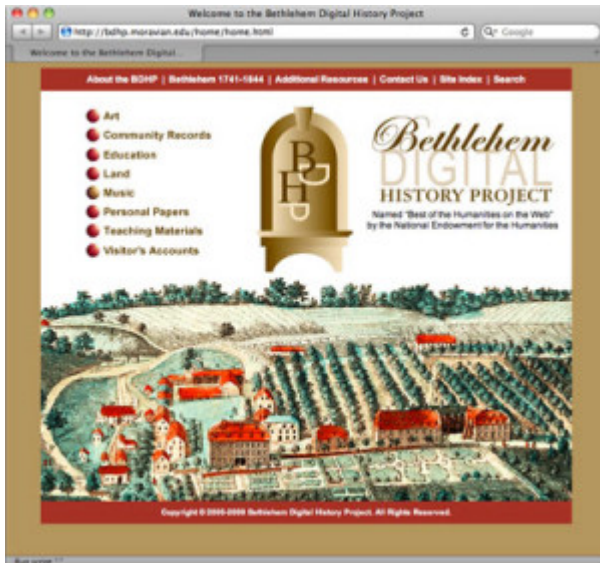 Welcome to the Bethlehem Digital History Project
http://bdhp.moravian.edu/home/home.html
Google
Welcome to the Bethlehem Digital ...
About the BDHP | Bethlehem 1741-1844 | Additional Resources | Contact Us | Site Index | Search
Art
Community Records
Education
Land
Music
Personal Papers
Teaching Materials
Visitor's Accounts
B D H P
Bethlehem
DIGITAL
HISTORY PROJECT
Named "Best of the Humanities on the Web"
by the National Endowment for the Humanities
Copyright © 2000-2009 Bethlehem Digital History Project. All Rights Reserved.